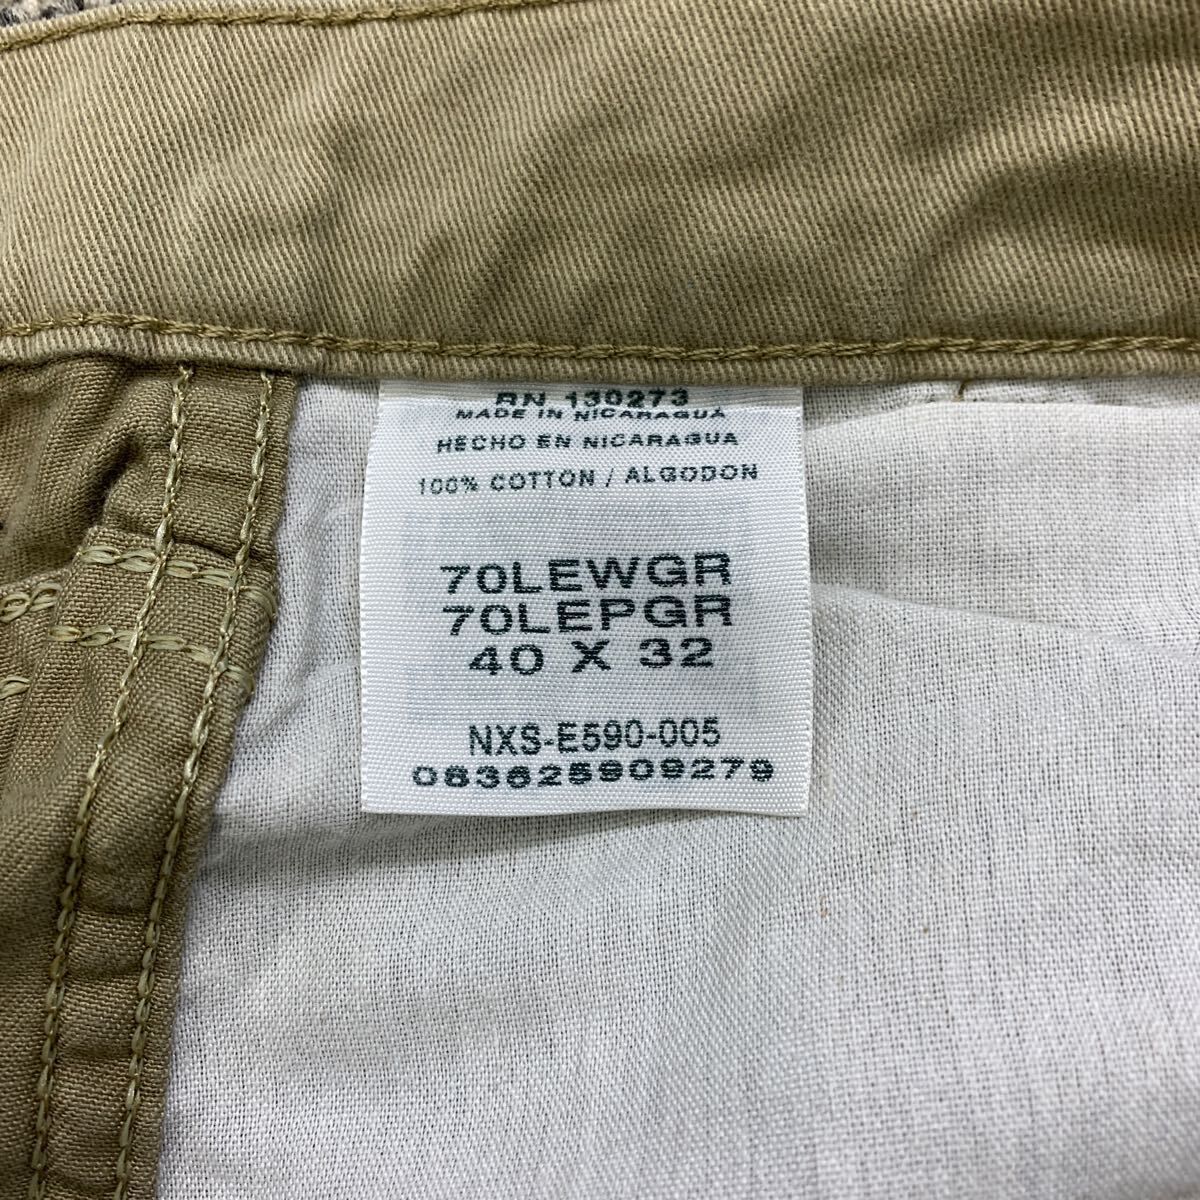 RN 130273
MADE IN NICARAGUA
HECHO EN NICARAGUA
100% COTTON / ALGODON
70LEWGR
70LEPGR
40 X 32
NXS-E590-005
083625909279